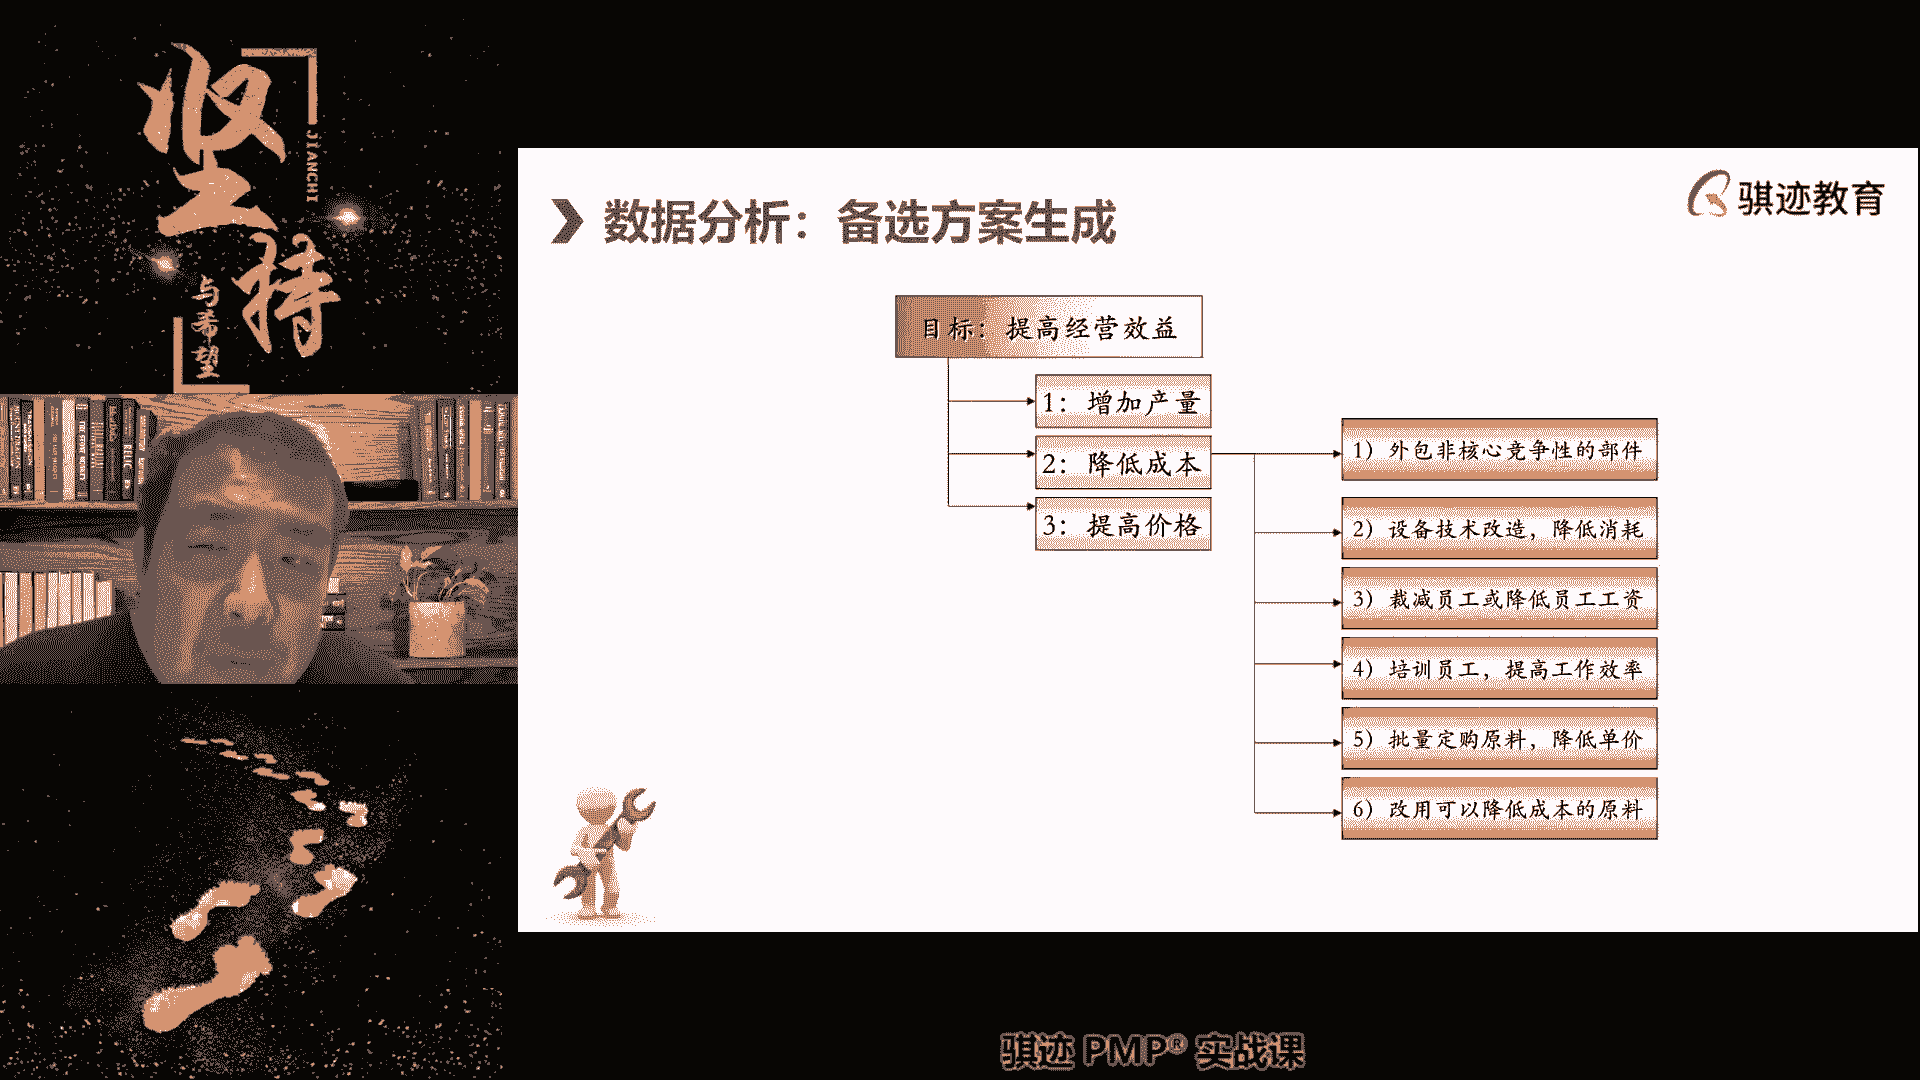 坚
持
JIANCHI
与希望
骐迹教育
数据分析：备选方案生成
目标：提高经营效益
1：增加产量
2：降低成本
3：提高价格
1）外包非核心竞争性的部件
2）设备技术改造，降低消耗
3）裁减员工或降低员工工资
4）培训员工，提高工作效率
5）批量定购原料，降低单价
6）改用可以降低成本的原料
骐迹 PMP® 实战课